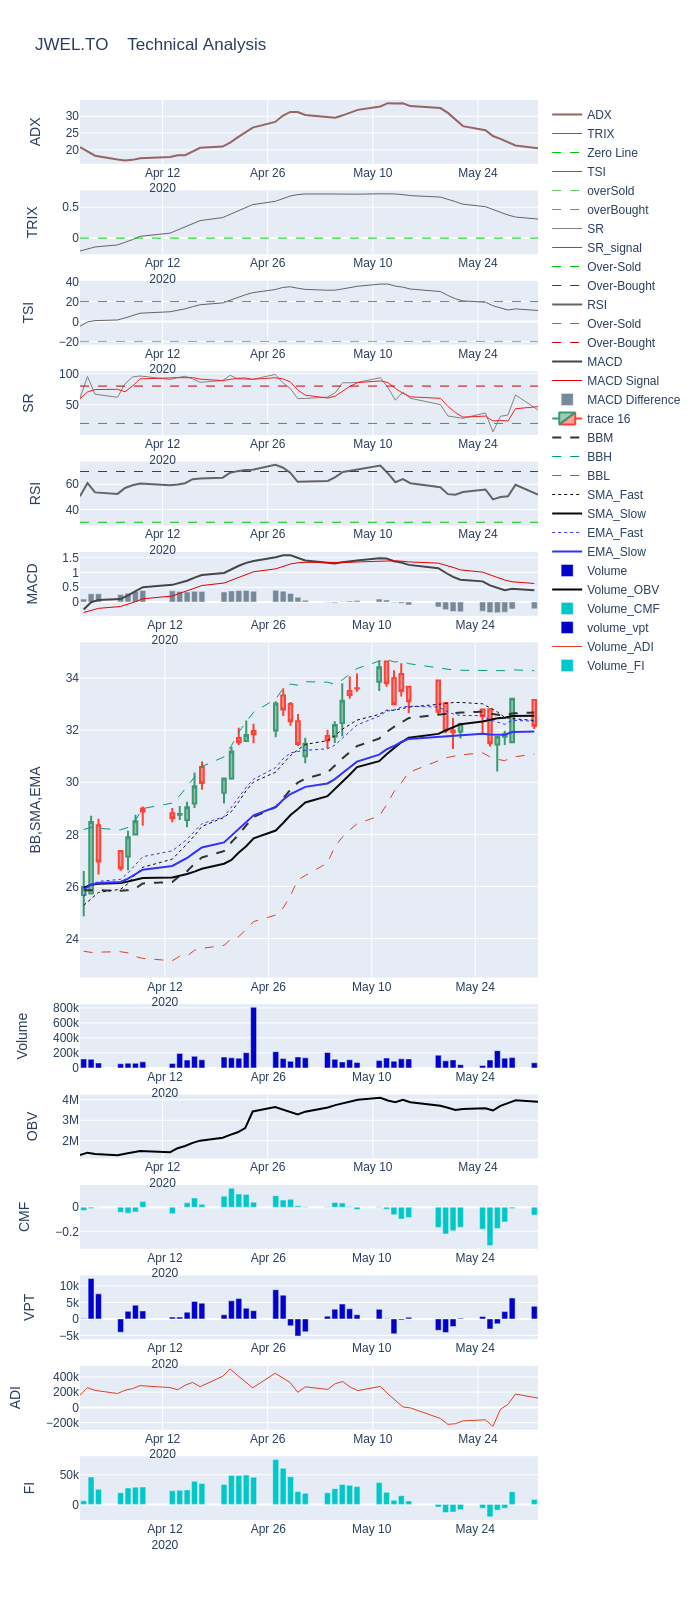 JWEL.TO    Technical Analysis
ADX
30
25
20
Apr 12
2020
Apr 26
May 10
May 24
TRIX
0.5
0
Apr 12
2020
Apr 26
May 10
May 24
TSI
40
20
0
−20
Apr 12
2020
Apr 26
May 10
May 24
SR
100
50
Apr 12
2020
Apr 26
May 10
May 24
RSI
60
40
Apr 12
2020
Apr 26
May 10
May 24
MACD
1.5
1
0.5
0
Apr 12
2020
Apr 26
May 10
May 24
BB,SMA,EMA
34
32
30
28
26
24
Apr 12
2020
Apr 26
May 10
May 24
Volume
800k
600k
400k
200k
0
Apr 12
2020
Apr 26
May 10
May 24
OBV
4M
3M
2M
Apr 12
2020
Apr 26
May 10
May 24
CMF
0
−0.2
Apr 12
2020
Apr 26
May 10
May 24
VPT
10k
5k
0
−5k
Apr 12
2020
Apr 26
May 10
May 24
ADI
400k
200k
0
−200k
Apr 12
2020
Apr 26
May 10
May 24
FI
50k
0
Apr 12
2020
Apr 26
May 10
May 24
ADX
TRIX
Zero Line
TSI
overSold
overBought
SR
SR_signal
Over-Sold
Over-Bought
RSI
Over-Sold
Over-Bought
MACD
MACD Signal
MACD Difference
trace 16
BBM
BBH
BBL
SMA_Fast
SMA_Slow
EMA_Fast
EMA_Slow
Volume
Volume_OBV
Volume_CMF
volume_vpt
Volume_ADI
Volume_FI